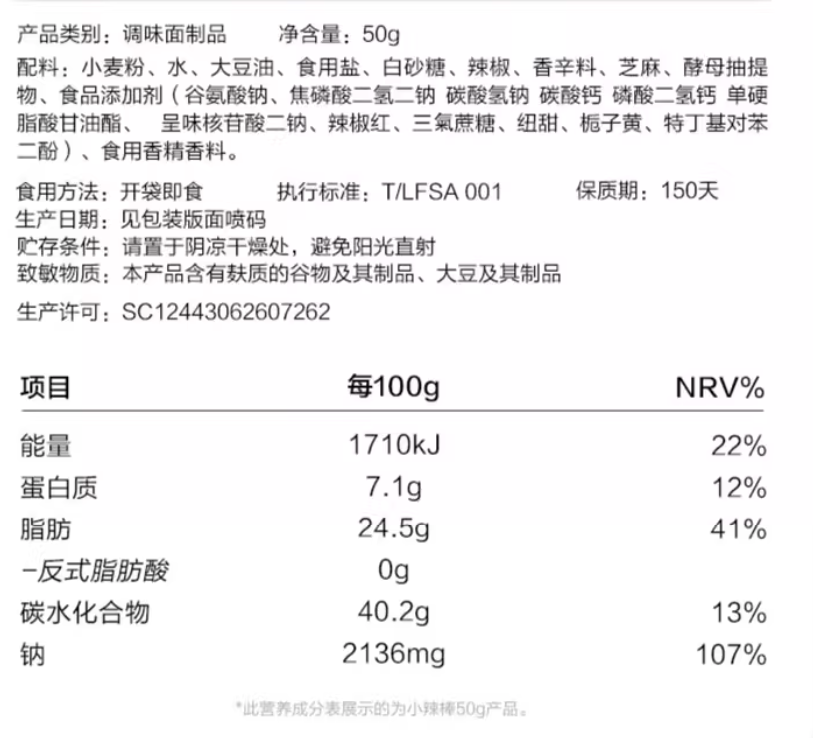 产品类别：调味面制品 净含量：50g
配料：小麦粉、水、大豆油、食用盐、白砂糖、辣椒、香辛料、芝麻、酵母抽提
物、食品添加剂（谷氨酸钠、焦磷酸二氢二钠 碳酸氢钠 碳酸钙 磷酸二氢钙 单硬
脂酸甘油酯、 呈味核苷酸二钠、辣椒红、三氯蔗糖、纽甜、栀子黄、特丁基对苯
二酚）、食用香精香料。
食用方法：开袋即食 执行标准：T/LFSA 001 保质期：150天
生产日期：见包装版面喷码
贮存条件：请置于阴凉干燥处，避免阳光直射
致敏物质：本产品含有麸质的谷物及其制品、大豆及其制品
生产许可：SC12443062607262
项目 每100g NRV%
能量 1710kJ 22%
蛋白质 7.1g 12%
脂肪 24.5g 41%
-反式脂肪酸 0g
碳水化合物 40.2g 13%
钠 2136mg 107%
*此营养成分表展示的为小辣棒50g产品。